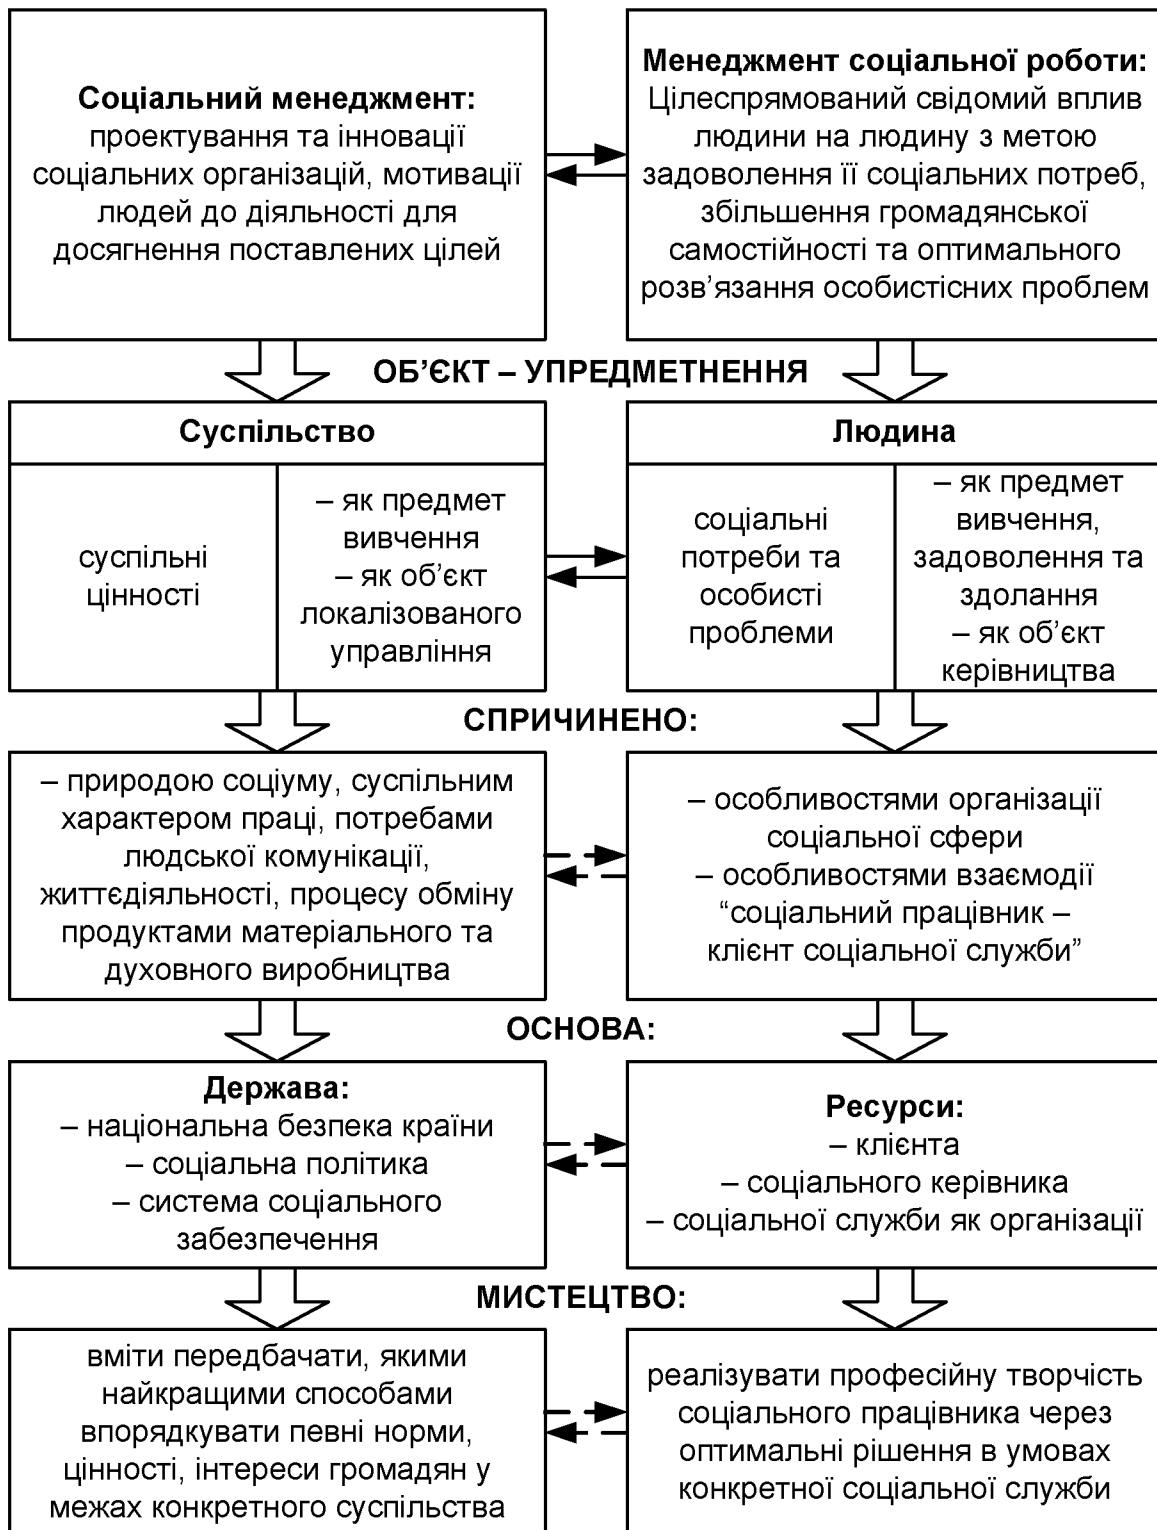 Соціальний менеджмент:
проектування та інновації
соціальних організацій, мотивації
людей до діяльності для
досягнення поставлених цілей
Менеджмент соціальної роботи:
Цілеспрямований свідомий вплив
людини на людину з метою
задоволення її соціальних потреб,
збільшення громадянської
самостійності та оптимального
розв’язання особистісних проблем
ОБ’ЄКТ – УПРЕДМЕТНЕННЯ
Суспільство
суспільні
цінності
– як предмет
вивчення
– як об’єкт
локалізованого
управління
Людина
соціальні
потреби та
особисті
проблеми
– як предмет
вивчення,
задоволення та
здолання
– як об’єкт
керівництва
СПРИЧИНЕНО:
– природою соціуму, суспільним
характером праці, потребами
людської комунікації,
життєдіяльності, процесу обміну
продуктами матеріального та
духовного виробництва
– особливостями організації
соціальної сфери
– особливостями взаємодії
“соціальний працівник –
клієнт соціальної служби”
ОСНОВА:
Держава:
– національна безпека країни
– соціальна політика
– система соціального
забезпечення
Ресурси:
– клієнта
– соціального керівника
– соціальної служби як організації
МИСТЕЦТВО:
вміти передбачати, якими
найкращими способами
впорядкувати певні норми,
цінності, інтереси громадян у
межах конкретного суспільства
реалізувати професійну творчість
соціального працівника через
оптимальні рішення в умовах
конкретної соціальної служби